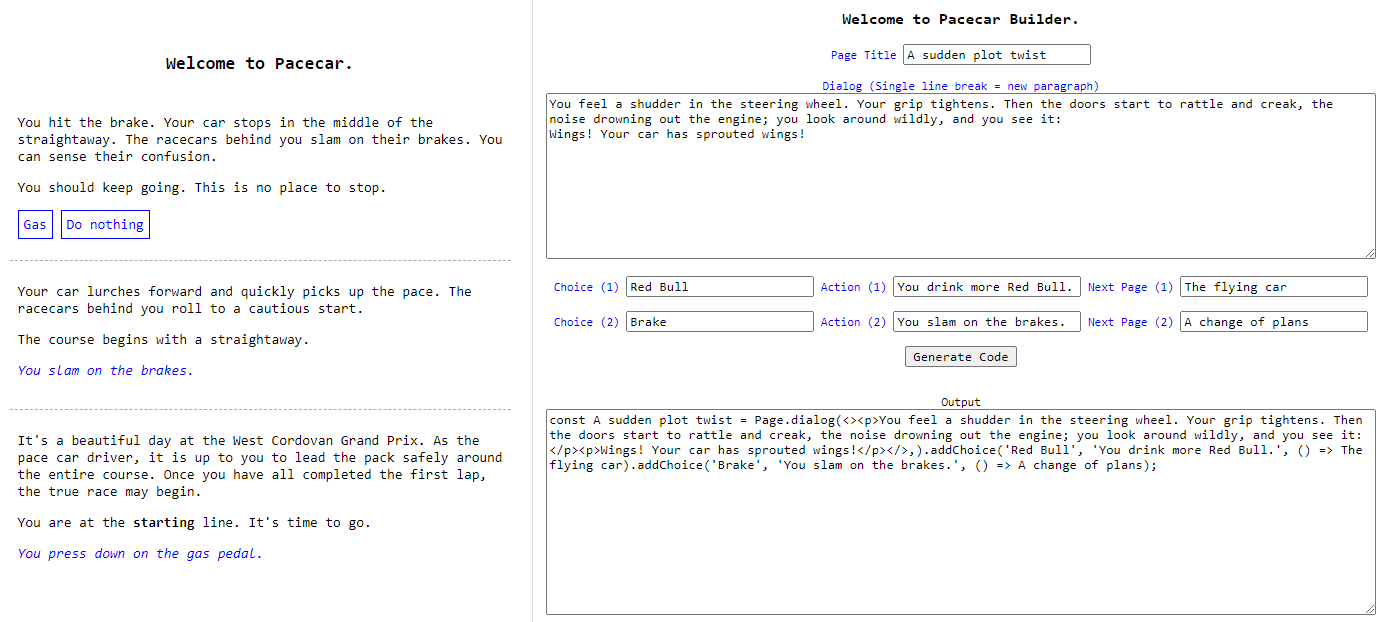 Welcome to Pacecar.
You hit the brake. Your car stops in the middle of the
straightaway. The racecars behind you slam on their brakes. You
can sense their confusion.
You should keep going. This is no place to stop.
Gas
Do nothing
Your car lurches forward and quickly picks up the pace. The
racecars behind you roll to a cautious start.
The course begins with a straightaway.
You slam on the brakes.
It's a beautiful day at the West Cordovan Grand Prix. As the
pace car driver, it is up to you to lead the pack safely around
the entire course. Once you have all completed the first lap,
the true race may begin.
You are at the starting line. It's time to go.
You press down on the gas pedal.
Welcome to Pacecar Builder.
Page Title A sudden plot twist
Dialog (Single line break = new paragraph)
You feel a shudder in the steering wheel. Your grip tightens. Then the doors start to rattle and creak, the
noise drowning out the engine; you look around wildly, and you see it:
Wings! Your car has sprouted wings!
Choice (1) Red Bull Action (1) You drink more Red Bull. Next Page (1) The flying car
Choice (2) Brake Action (2) You slam on the brakes. Next Page (2) A change of plans
Generate Code
Output
const A sudden plot twist = Page.dialog(<><p>You feel a shudder in the steering wheel. Your grip tightens. Then
the doors start to rattle and creak, the noise drowning out the engine; you look around wildly, and you see it:
</p><p>Wings! Your car has sprouted wings!</p></>,).addChoice('Red Bull', 'You drink more Red Bull.', () => The
flying car).addChoice('Brake', 'You slam on the brakes.', () => A change of plans);